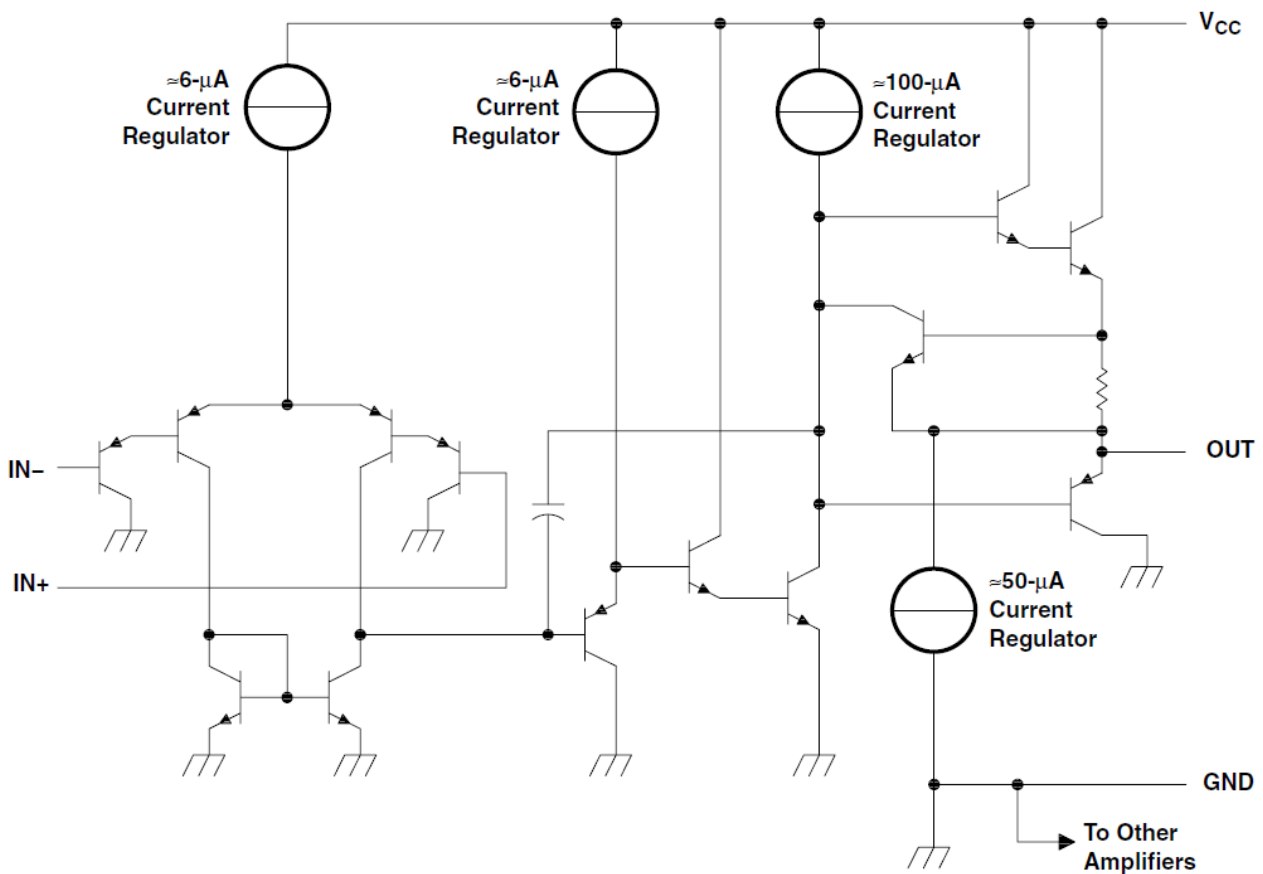 V_CC
≈6-μA
Current
Regulator
≈6-μA
Current
Regulator
≈100-μA
Current
Regulator
IN−
OUT
IN+
≈50-μA
Current
Regulator
GND
To Other
Amplifiers